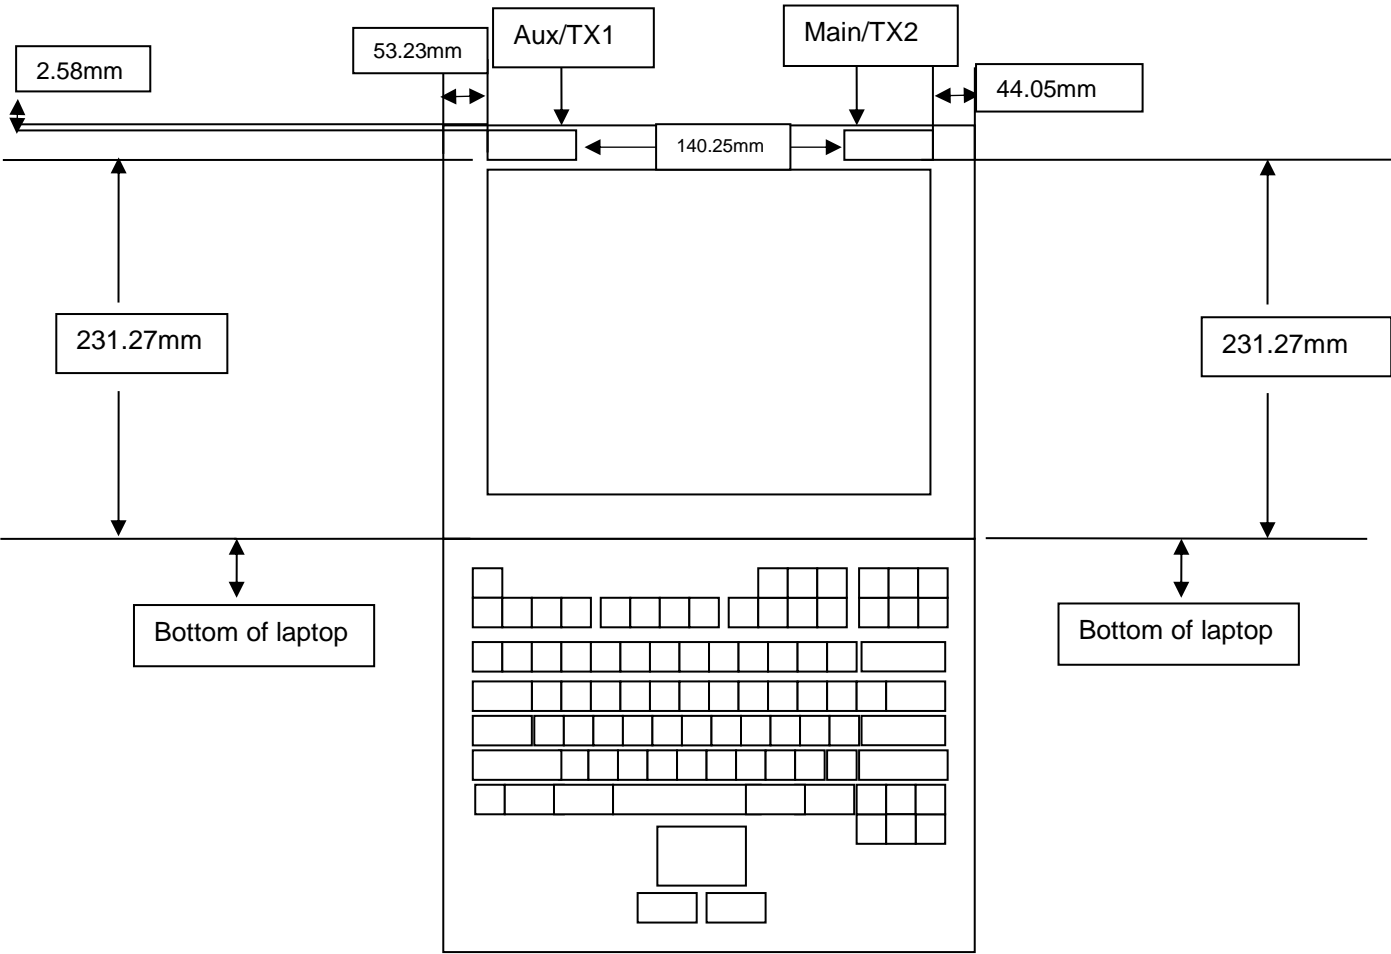 Aux/TX1
Main/TX2
53.23mm
2.58mm
44.05mm
140.25mm
231.27mm
231.27mm
Bottom of laptop
Bottom of laptop